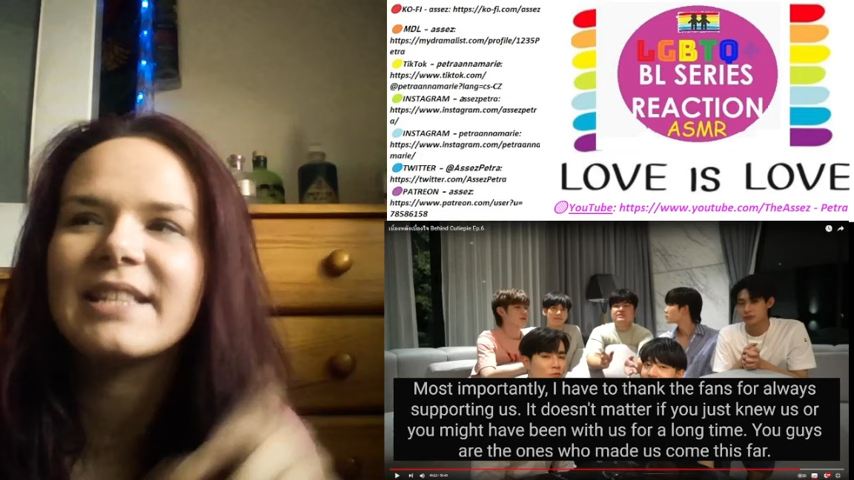 KO-FI - assez: https://ko-fi.com/assez
MDL - assez:
https://mydramalist.com/profile/1235P
etra
TikTok - petraannamarie:
https://www.tiktok.com/
@petraannamarie?lang=cs-CZ
INSTAGRAM - assezpetra:
https://www.instagram.com/assezpetr
a/
INSTAGRAM - petraannamarie:
https://www.instagram.com/petraanna
marie/
TWITTER - @AssezPetra:
https://twitter.com/AssezPetra
PATREON - assez:
https://www.patreon.com/user?u=
78586158
LGBTQ+
BL SERIES
REACTION
ASMR
LOVE IS LOVE
YouTube: https://www.youtube.com/TheAssez - Petra
Behind Cutiepie Ep.6
Most importantly, I have to thank the fans for always
supporting us. It doesn't matter if you just knew us or
you might have been with us for a long time. You guys
are the ones who made us come this far.